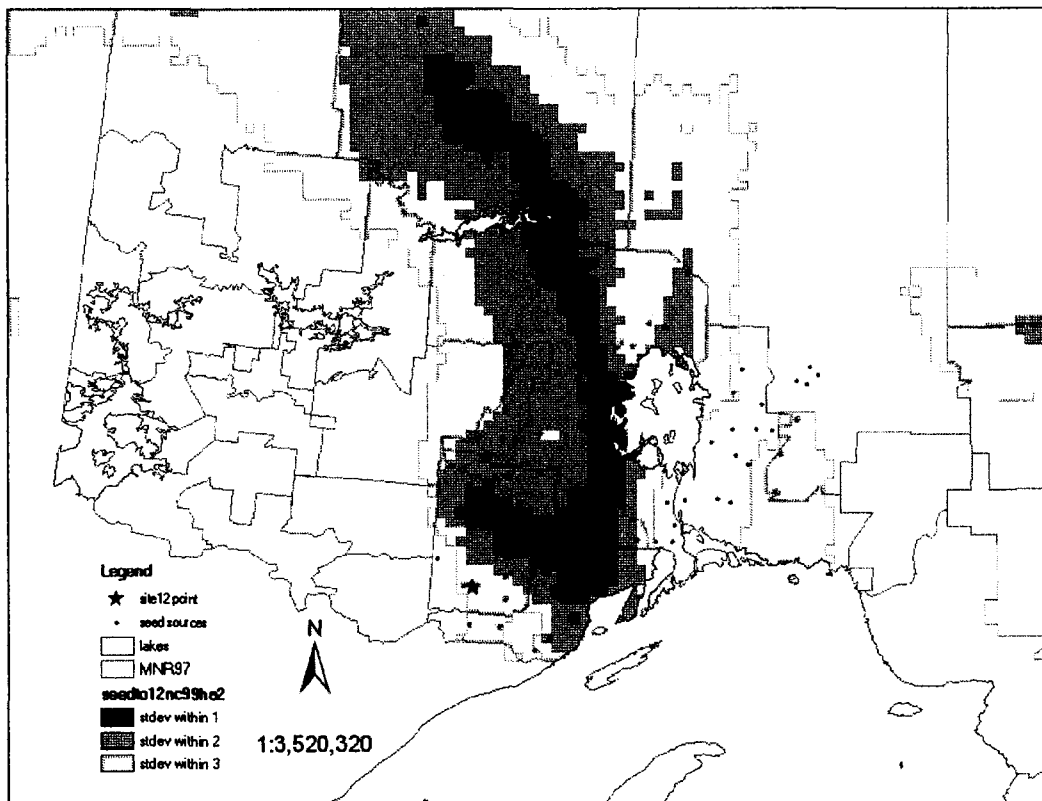 Legend
site12point
seed sources
lakes
MNR97
seedto12nc99ho2
stdev within 1
stdev within 2
stdev within 3
N
1:3,520,320